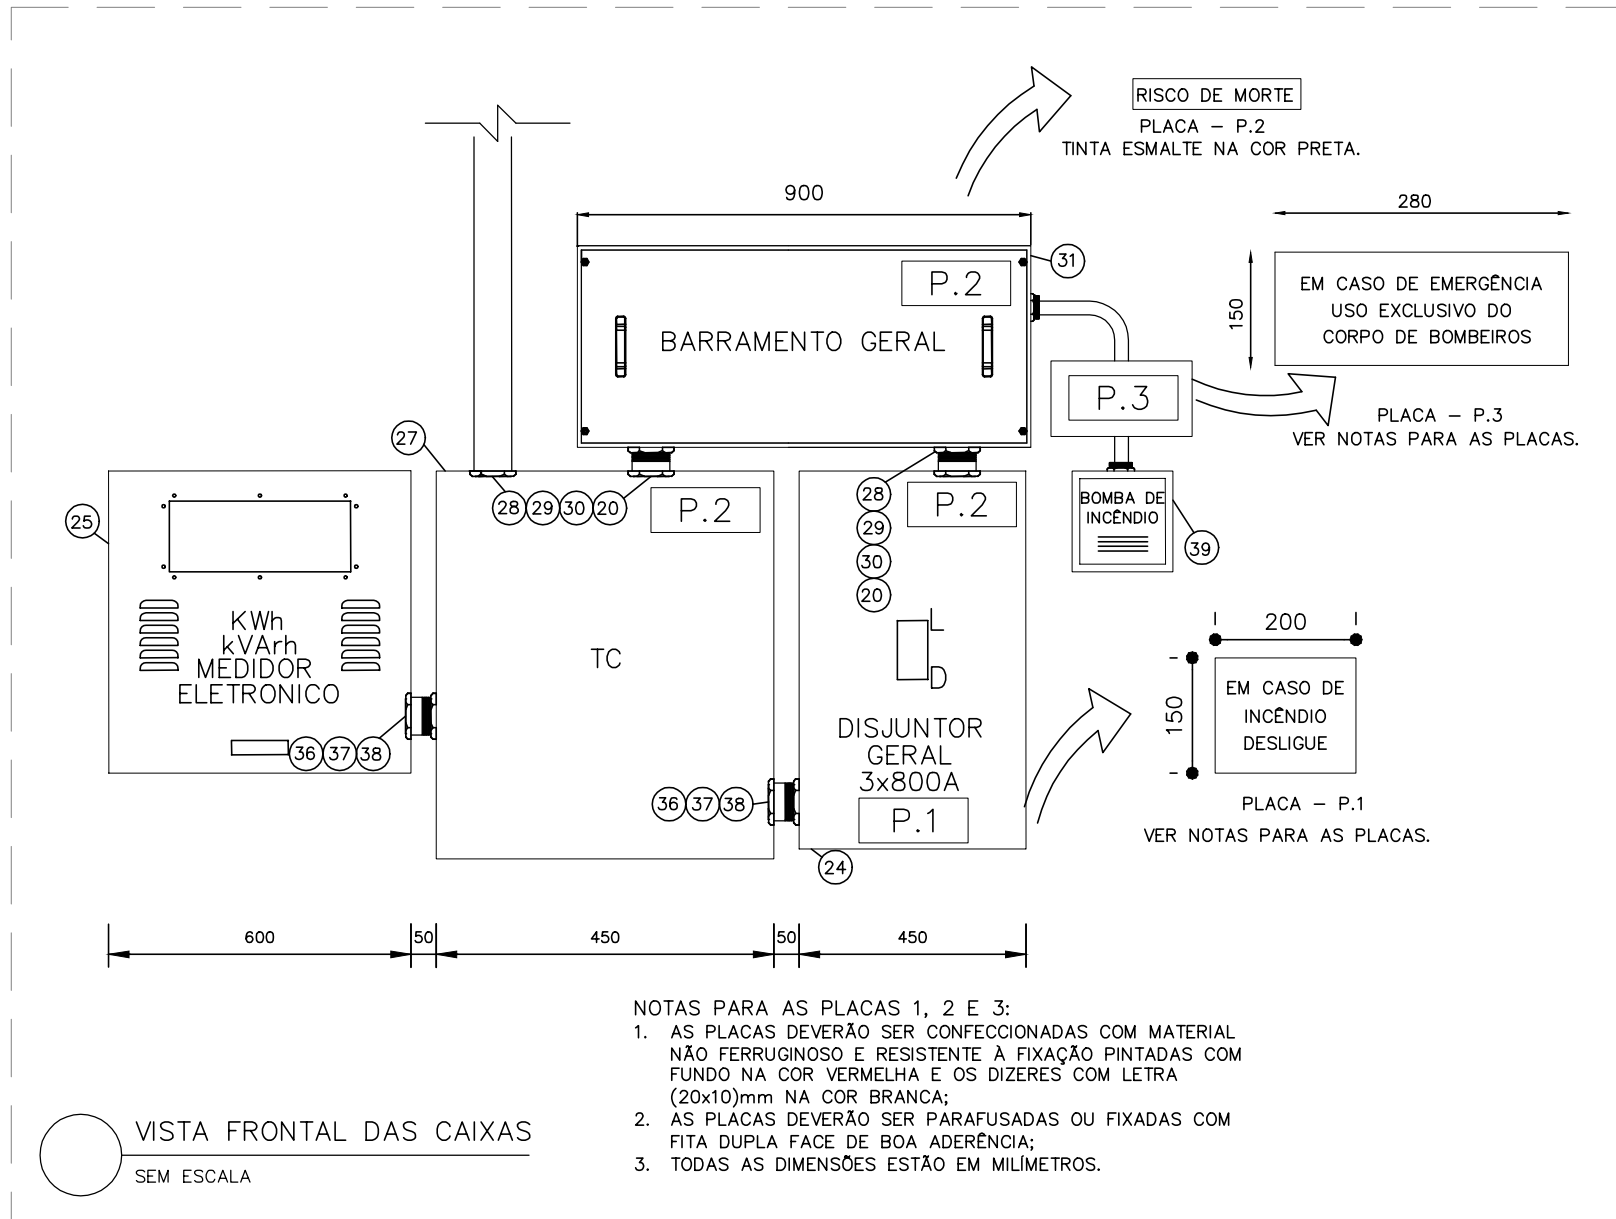 RISCO DE MORTE
PLACA – P.2
TINTA ESMALTE NA COR PRETA.
900
280
31
P.2
BARRAMENTO GERAL
150
EM CASO DE EMERGÊNCIA
USO EXCLUSIVO DO
CORPO DE BOMBEIROS
P.3
PLACA – P.3
VER NOTAS PARA AS PLACAS.
27
25
28 29 30 20
P.2
28
29
30
20
P.2
BOMBA DE
INCÊNDIO
39
KWh
kVArh
MEDIDOR
ELETRONICO
36 37 38
TC
L
D
DISJUNTOR
GERAL
3x800A
36 37 38
P.1
24
200
150
EM CASO DE
INCÊNDIO
DESLIGUE
PLACA – P.1
VER NOTAS PARA AS PLACAS.
600 50 450 50 450
NOTAS PARA AS PLACAS 1, 2 E 3:
1. AS PLACAS DEVERÃO SER CONFECCIONADAS COM MATERIAL
NÃO FERRUGINOSO E RESISTENTE À FIXAÇÃO PINTADAS COM
FUNDO NA COR VERMELHA E OS DIZERES COM LETRA
(20x10)mm NA COR BRANCA;
2. AS PLACAS DEVERÃO SER PARAFUSADAS OU FIXADAS COM
FITA DUPLA FACE DE BOA ADERÊNCIA;
3. TODAS AS DIMENSÕES ESTÃO EM MILÍMETROS.
VISTA FRONTAL DAS CAIXAS
SEM ESCALA